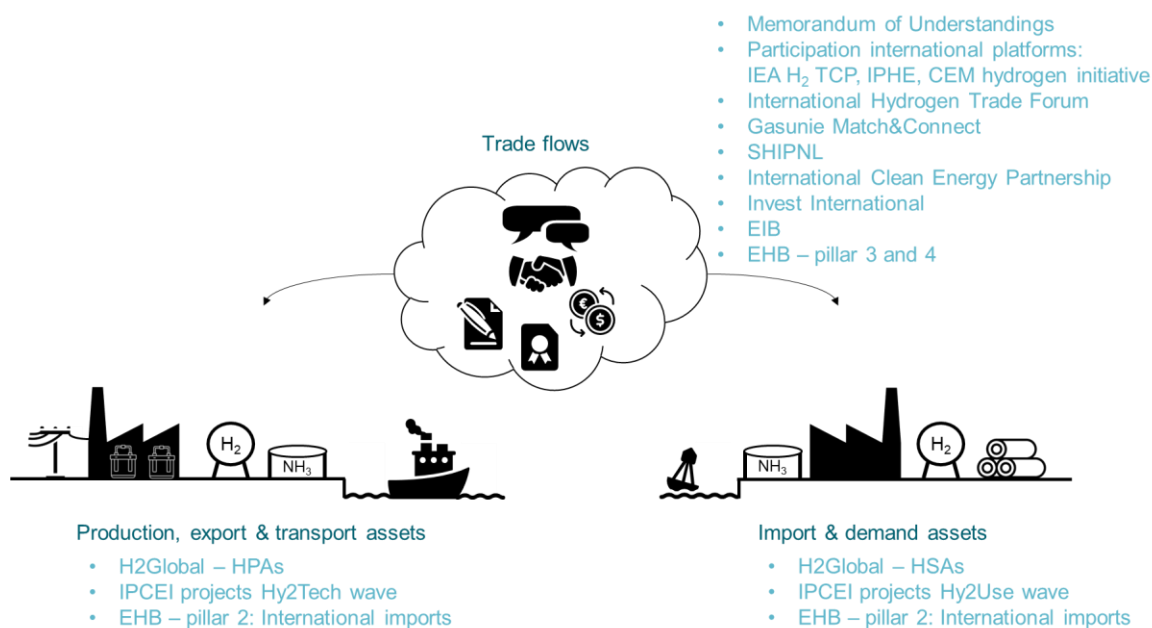 • Memorandum of Understandings
• Participation international platforms:
IEA H₂ TCP, IPHE, CEM hydrogen initiative
• International Hydrogen Trade Forum
• Gasunie Match&Connect
• SHIPNL
• International Clean Energy Partnership
• Invest International
• EIB
• EHB – pillar 3 and 4
Trade flows
€
$
H₂
NH₃
NH₃
H₂
Production, export & transport assets
• H2Global – HPAs
• IPCEI projects Hy2Tech wave
• EHB – pillar 2: International imports
Import & demand assets
• H2Global – HSAs
• IPCEI projects Hy2Use wave
• EHB – pillar 2: International imports